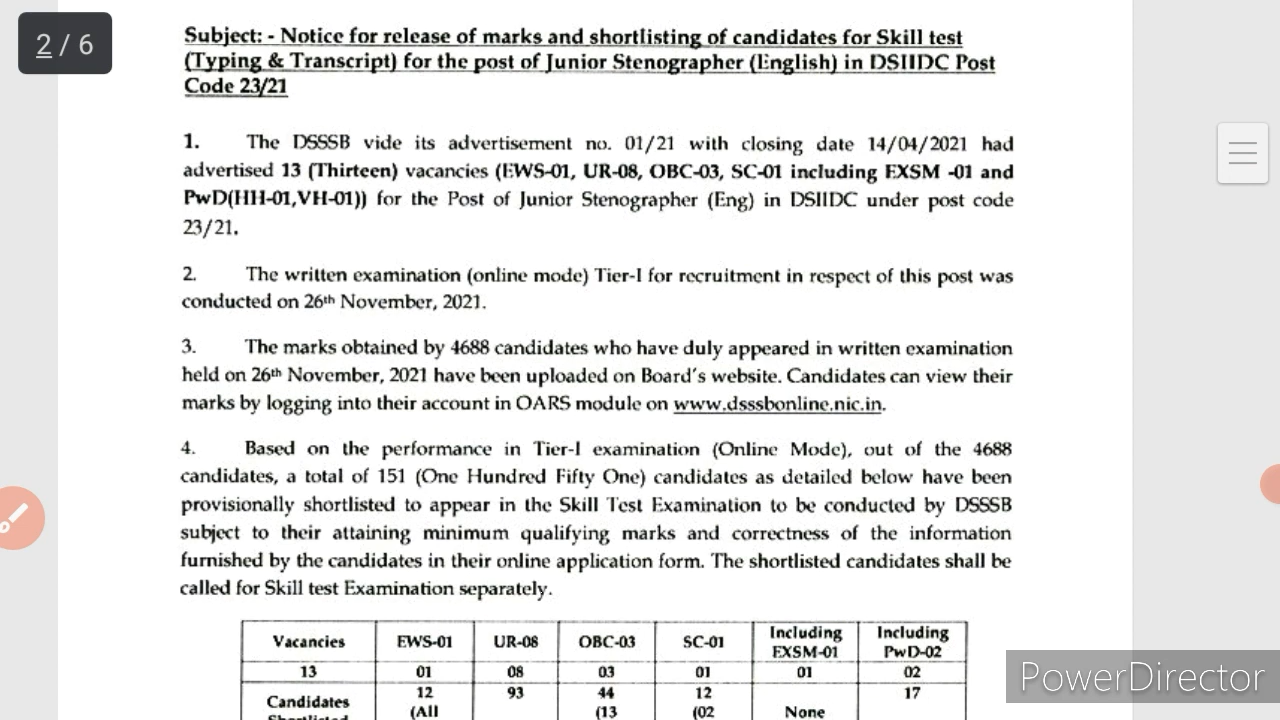 2 / 6
Subject: - Notice for release of marks and shortlisting of candidates for Skill test
(Typing & Transcript) for the post of Junior Stenographer (English) in DSIIDC Post
Code 23/21
1. The DSSSB vide its advertisement no. 01/21 with closing date 14/04/2021 had
advertised 13 (Thirteen) vacancies (EWS-01, UR-08, OBC-03, SC-01 including EXSM -01 and
PwD(HH-01,VH-01)) for the Post of Junior Stenographer (Eng) in DSIIDC under post code
23/21.
2. The written examination (online mode) Tier-I for recruitment in respect of this post was
conducted on 26th November, 2021.
3. The marks obtained by 4688 candidates who have duly appeared in written examination
held on 26th November, 2021 have been uploaded on Board's website. Candidates can view their
marks by logging into their account in OARS module on www.dsssbonline.nic.in.
4. Based on the performance in Tier-I examination (Online Mode), out of the 4688
candidates, a total of 151 (One Hundred Fifty One) candidates as detailed below have been
provisionally shortlisted to appear in the Skill Test Examination to be conducted by DSSSB
subject to their attaining minimum qualifying marks and correctness of the information
furnished by the candidates in their online application form. The shortlisted candidates shall be
called for Skill test Examination separately.
Vacancies EWS-01 UR-08 OBC-03 SC-01 Including EXSM-01 Including PwD-02
13 01 08 03 01 01 02
Candidates Shortlisted 12 (All 93 44 (13 12 (02 None 17
PowerDirector